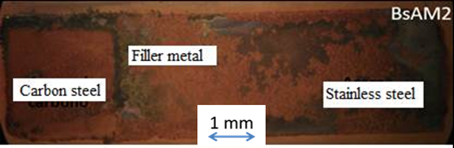 BsAM2
Filler metal
Carbon steel
Stainless steel
1 mm